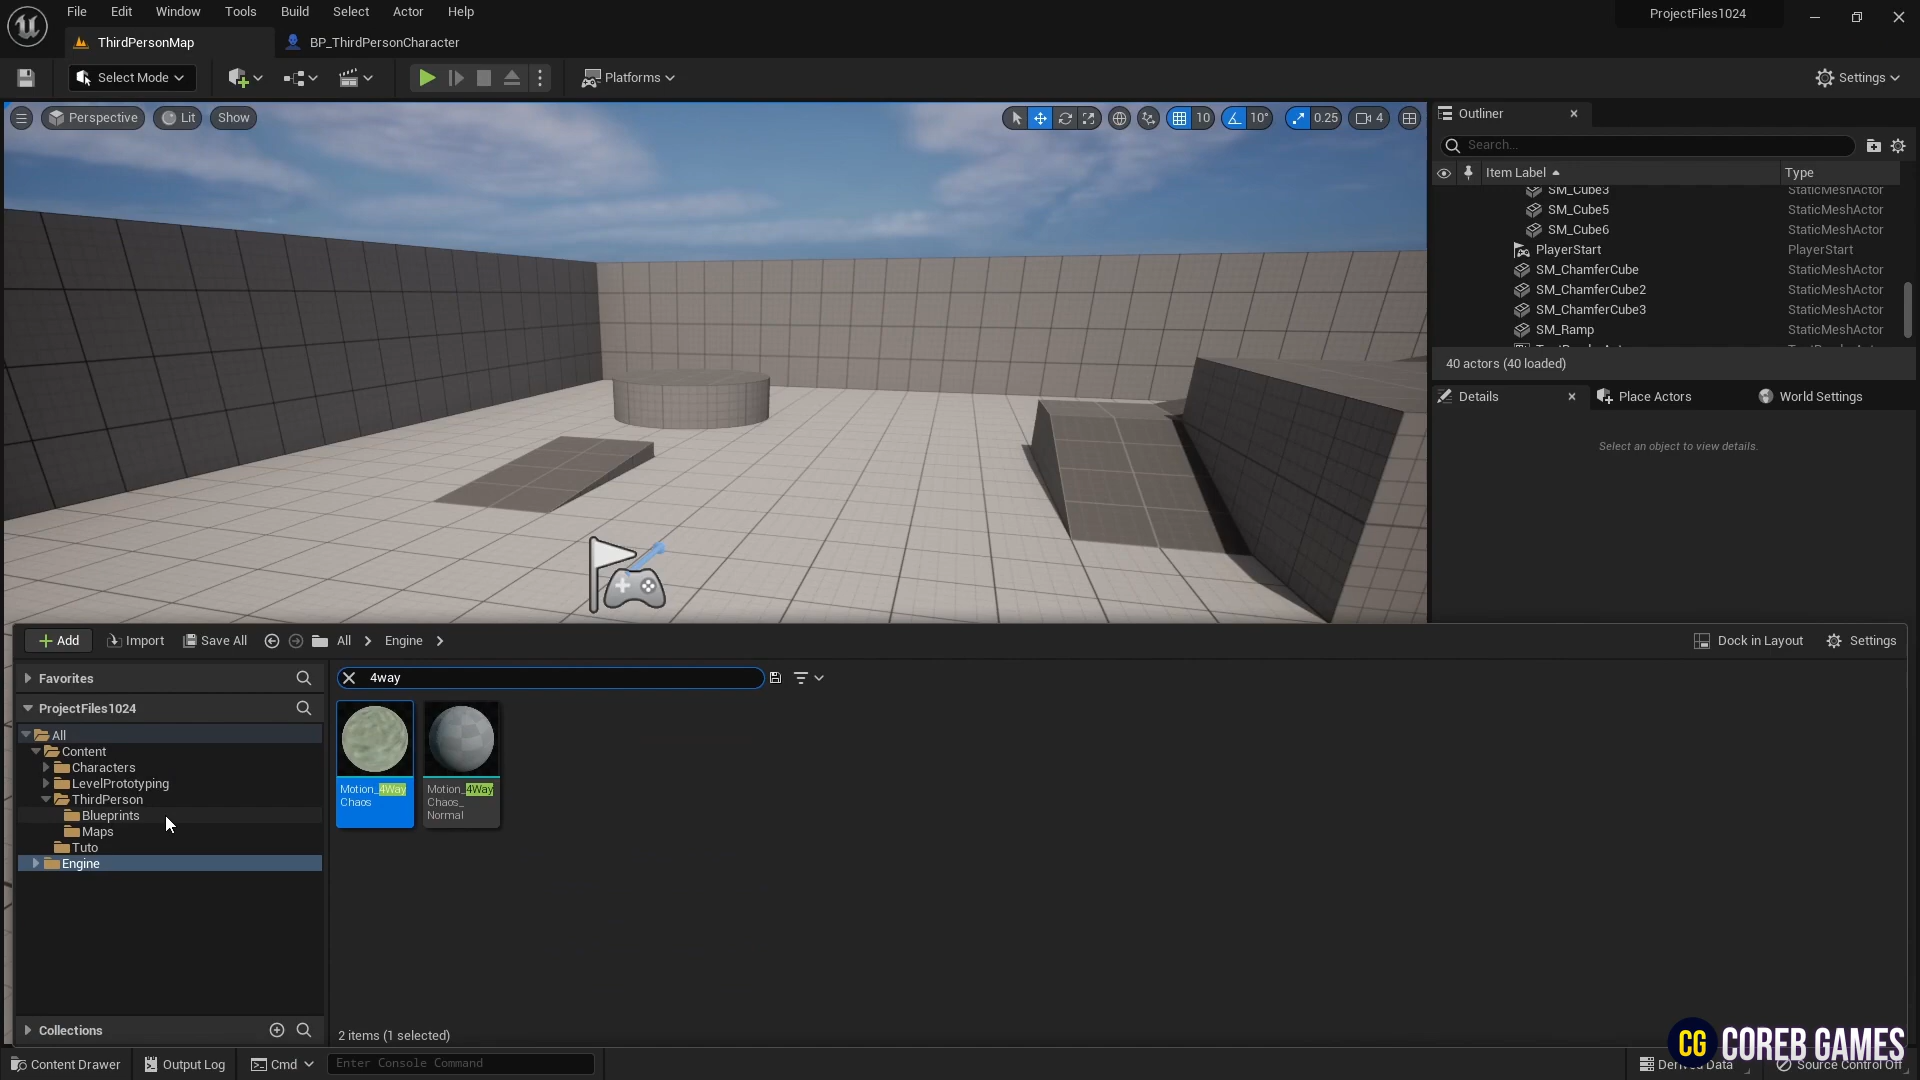 File Edit Window Tools Build Select Actor Help
ProjectFiles1024
ThirdPersonMap
BP_ThirdPersonCharacter
Select Mode
Platforms
Settings
Perspective
Lit
Show
10
10°
0.25
4
Outliner
Search...
Item Label
Type
SM_Cube3 StaticMeshActor
SM_Cube5 StaticMeshActor
SM_Cube6 StaticMeshActor
PlayerStart PlayerStart
SM_ChamferCube StaticMeshActor
SM_ChamferCube2 StaticMeshActor
SM_ChamferCube3 StaticMeshActor
SM_Ramp StaticMeshActor
40 actors (40 loaded)
Details
Place Actors
World Settings
Select an object to view details.
Add
Import
Save All
All
Engine
Dock in Layout
Settings
Favorites
ProjectFiles1024
All
Content
Characters
LevelPrototyping
ThirdPerson
Blueprints
Maps
Tuto
Engine
4way
Motion_4Way
Chaos
Motion_4Way
Chaos_
Normal
Collections
2 items (1 selected)
Content Drawer
Output Log
Cmd
Enter Console Command
Derived Data
Source Control Off
CG COREB GAMES